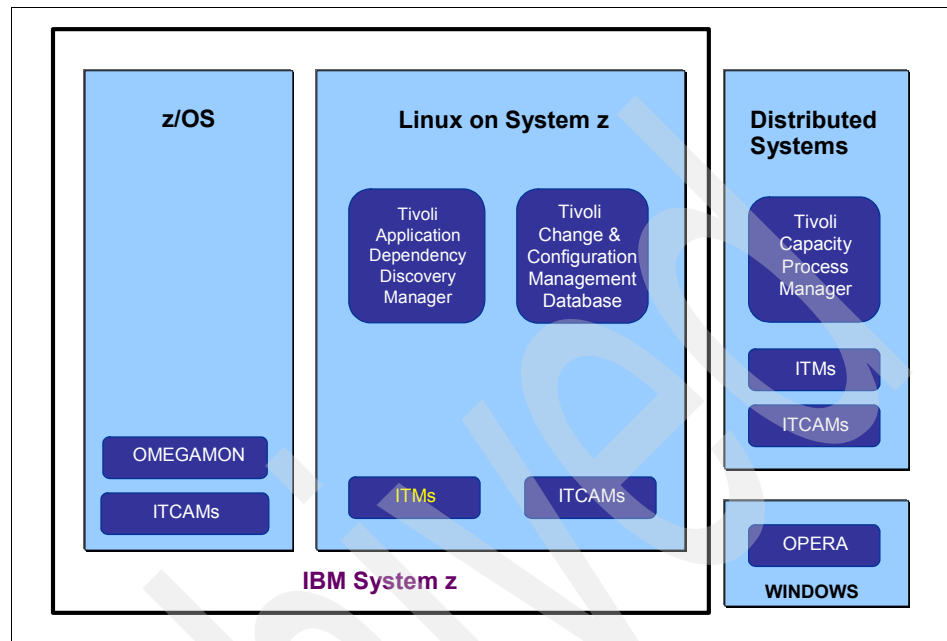 z/OS
OMEGAMON
ITCAMs
Linux on System z
Tivoli
Application
Dependency
Discovery
Manager
Tivoli
Change &
Configuration
Management
Database
ITMs
ITCAMs
IBM System z
Distributed
Systems
Tivoli
Capacity
Process
Manager
ITMs
ITCAMs
OPERA
WINDOWS